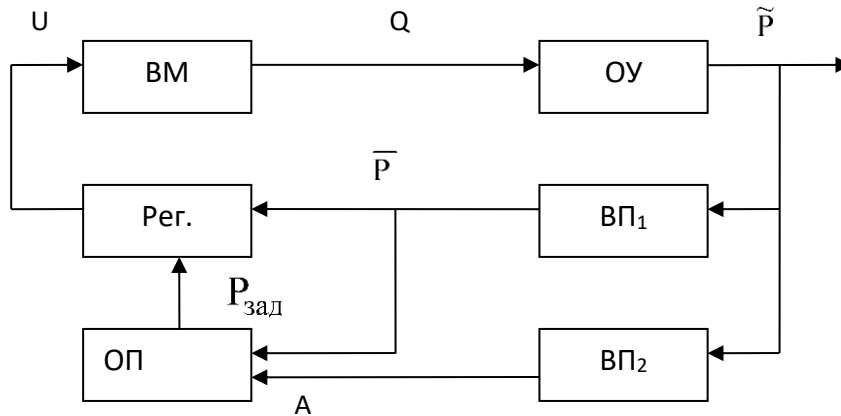 U Q P̃
ВМ ОУ
P̅
Рег. ВП₁
Pзад
ОП ВП₂
А